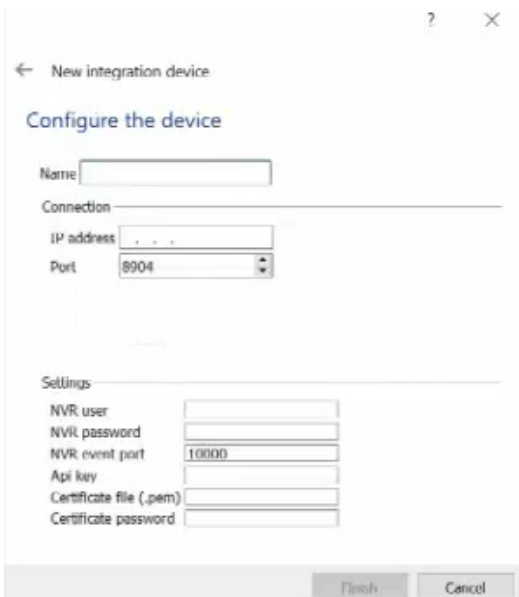 ?
New integration device
Configure the device
Name
Connection
IP address . . .
Port 8904
Settings
NVR user
NVR password
NVR event port 10000
Api key
Certificate file (.pem)
Certificate password
Finish Cancel